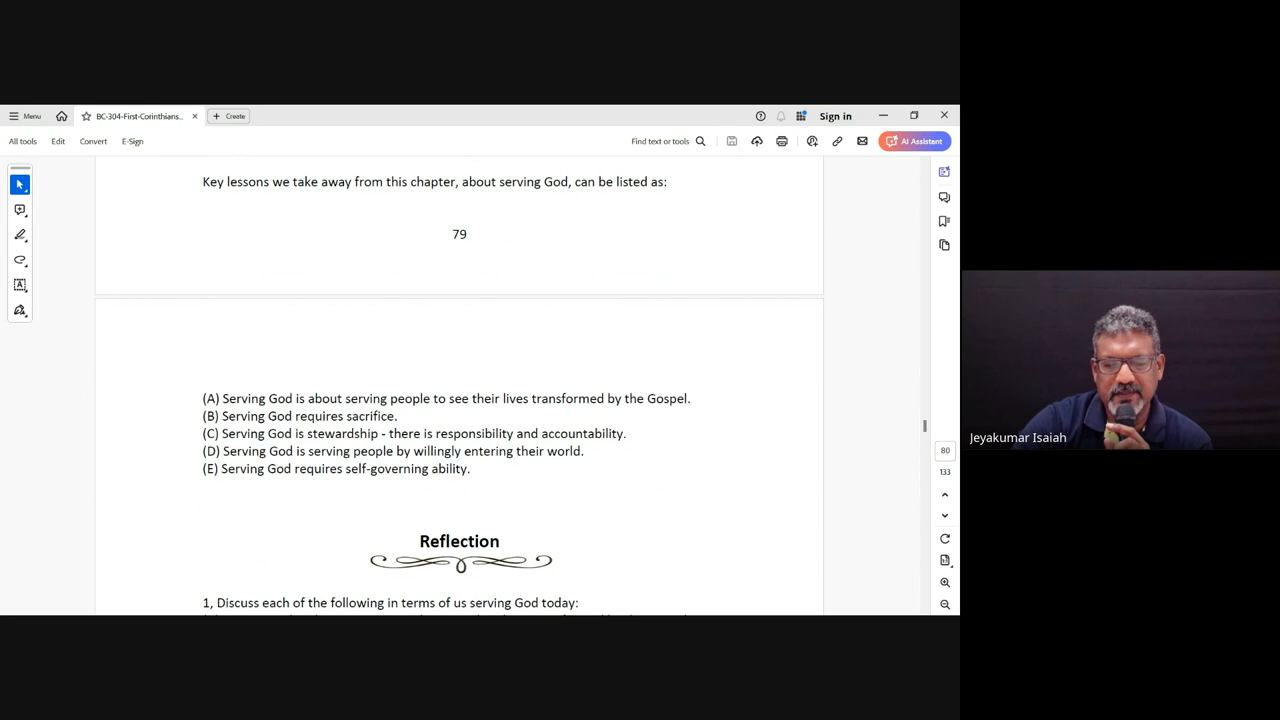 Menu
BC-304-First-Corinthians...
Create
Sign in
All tools
Edit
Convert
E-Sign
Find text or tools
AI Assistant
Key lessons we take away from this chapter, about serving God, can be listed as:
79
(A) Serving God is about serving people to see their lives transformed by the Gospel.
(B) Serving God requires sacrifice.
(C) Serving God is stewardship - there is responsibility and accountability.
(D) Serving God is serving people by willingly entering their world.
(E) Serving God requires self-governing ability.
Reflection
1, Discuss each of the following in terms of us serving God today:
80
133
Jeyakumar Isaiah